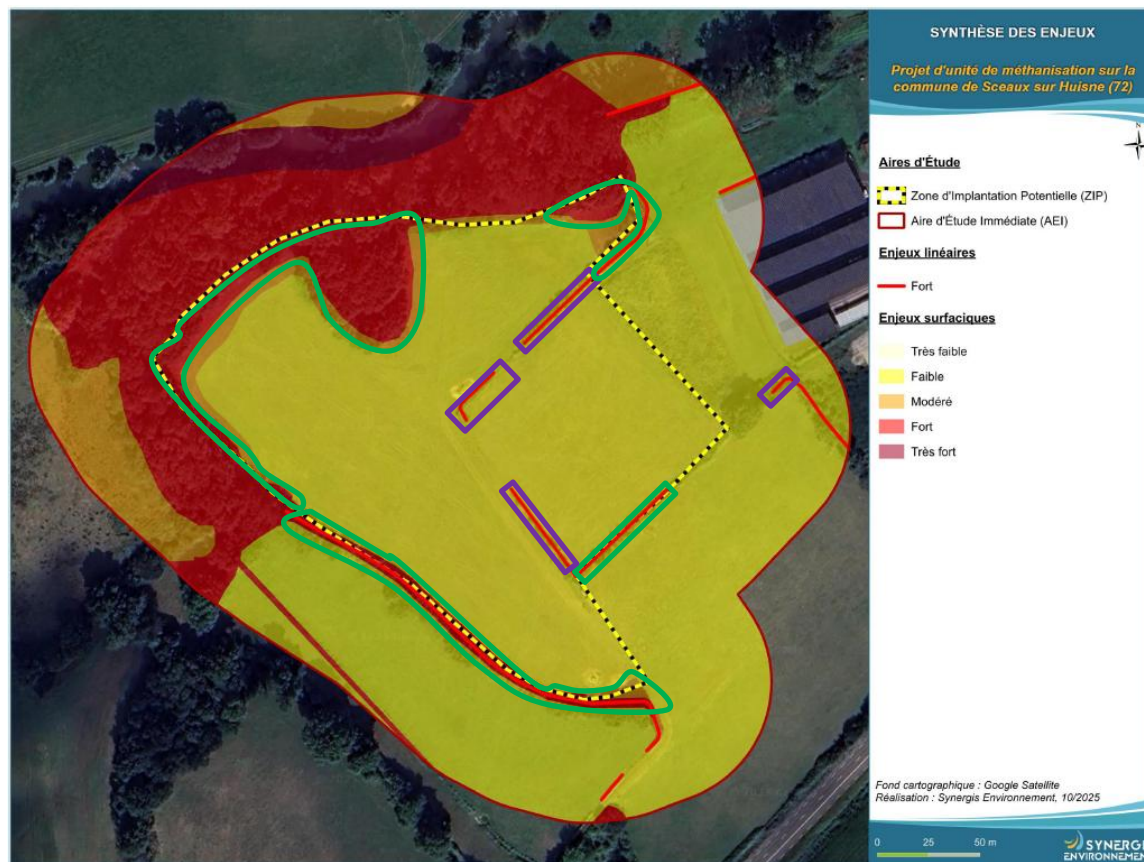 SYNTHÈSE DES ENJEUX
Projet d'unité de méthanisation sur la
commune de Sceaux sur Huisne (72)
N
Aires d'Étude
Zone d'Implantation Potentielle (ZIP)
Aire d'Étude Immédiate (AEI)
Enjeux linéaires
Fort
Enjeux surfaciques
Très faible
Faible
Modéré
Fort
Très fort
Fond cartographique : Google Satellite
Réalisation : Synergis Environnement, 10/2025
0 25 50 m
SYNERG
ENVIRONNEMEN